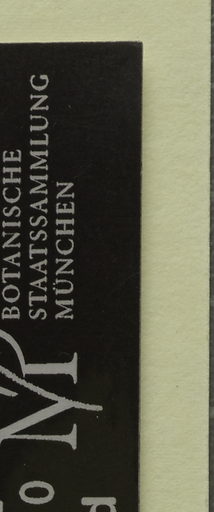 BOTANISCHE
STAATSSAMMLUNG
MÜNCHEN
M